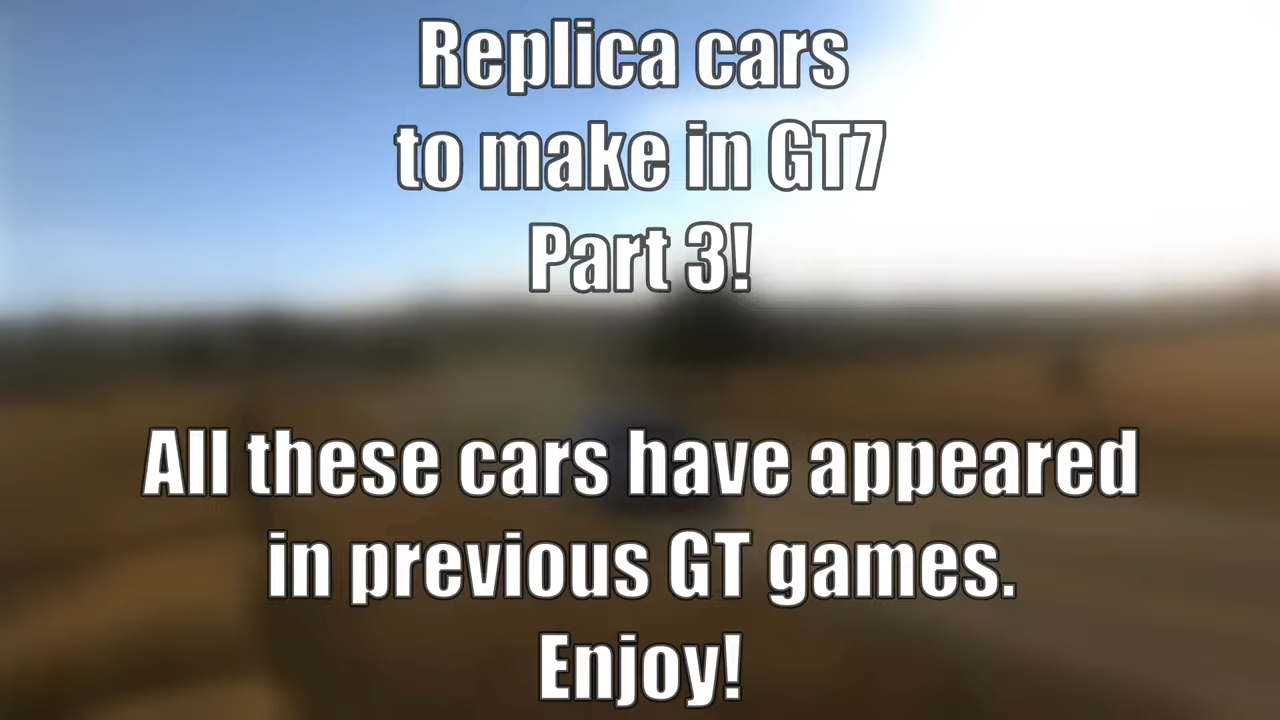 Replica cars
to make in GT7
Part 3!
All these cars have appeared
in previous GT games.
Enjoy!